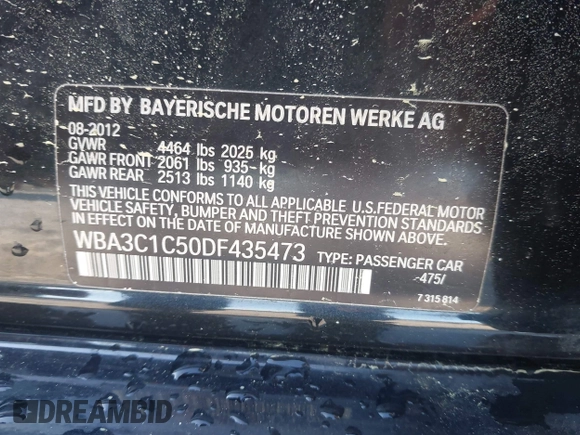 MFD BY BAYERISCHE MOTOREN WERKE AG
08-2012
GVWR 4464 lbs 2025 kg
GAWR FRONT 2061 lbs 935 kg
GAWR REAR 2513 lbs 1140 kg
THIS VEHICLE CONFORMS TO ALL APPLICABLE U.S.FEDERAL MOTOR
VEHICLE SAFETY, BUMPER AND THEFT PREVENTION STANDARDS
IN EFFECT ON DATE OF MANUFACTURE SHOWN ABOVE.
WBA3C1C50DF435473 TYPE: PASSENGER CAR
475/
7 315 814
DREAMBID